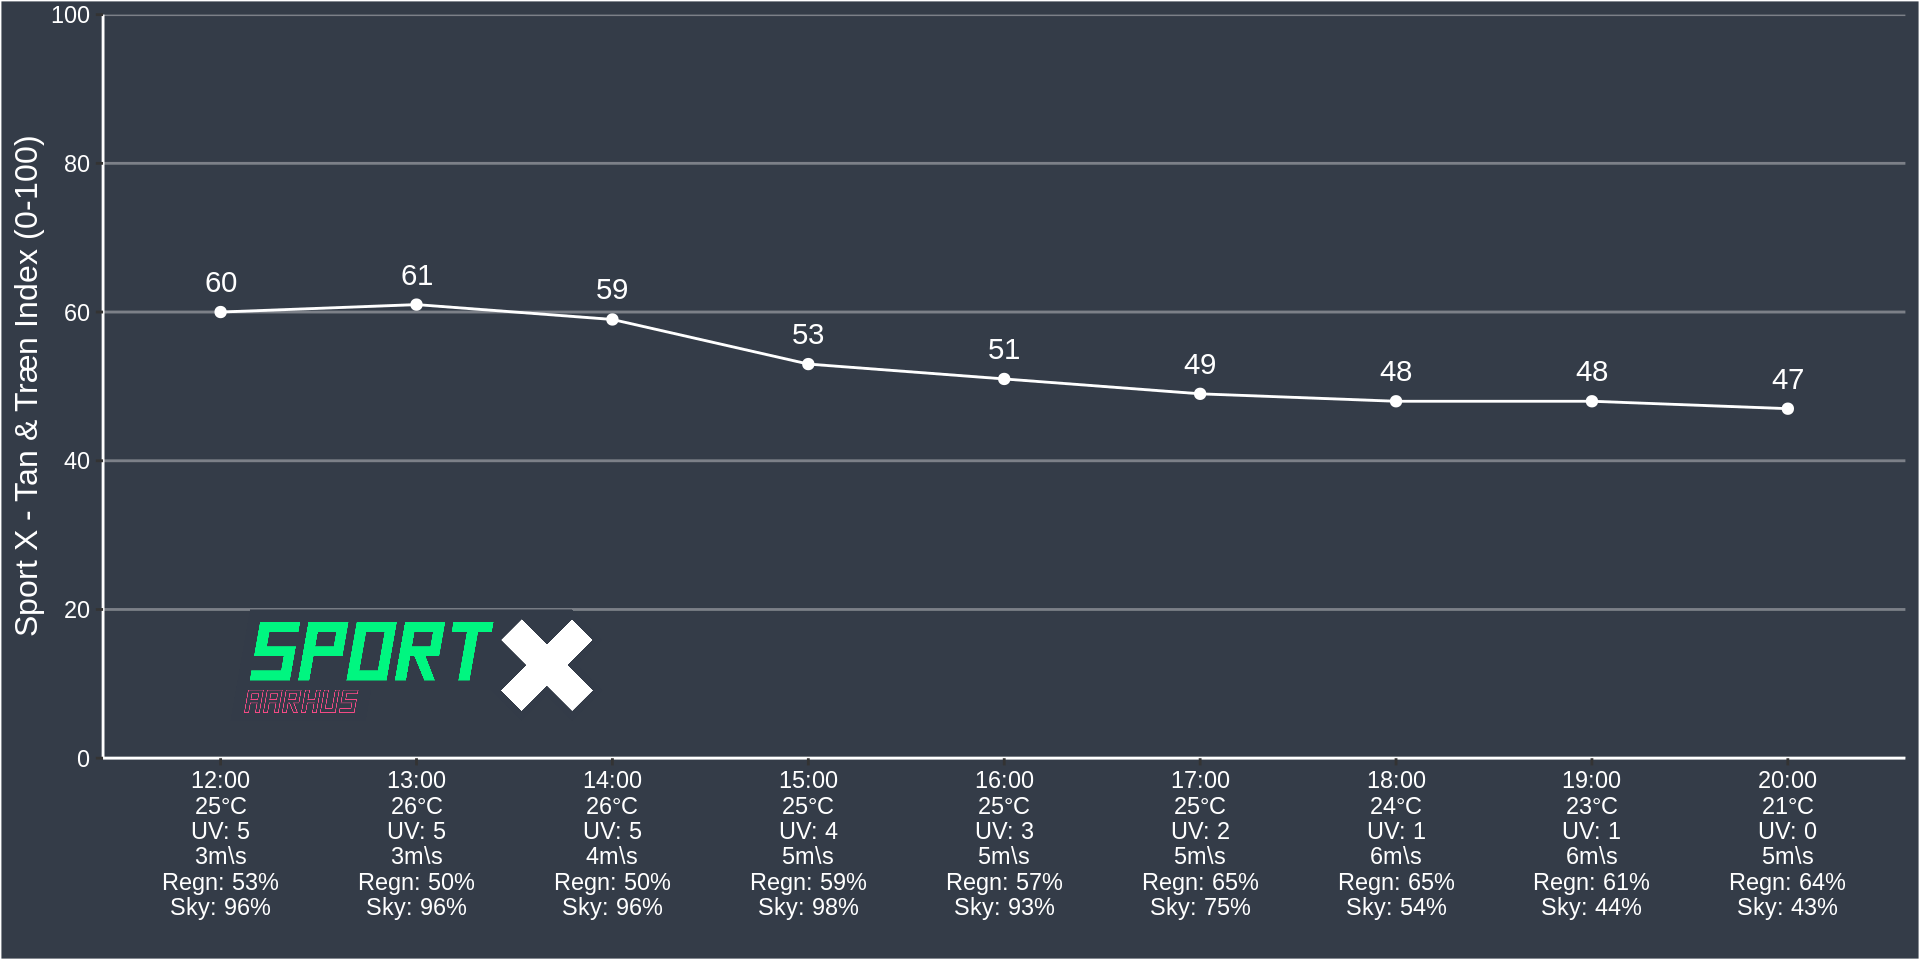 Sport X - Tan & Træn Index (0-100)
100
80
60
40
20
0
60
61
59
53
51
49
48
48
47
SPORT X
AARHUS
12:00 13:00 14:00 15:00 16:00 17:00 18:00 19:00 20:00
25°C 26°C 26°C 25°C 25°C 25°C 24°C 23°C 21°C
UV: 5 UV: 5 UV: 5 UV: 4 UV: 3 UV: 2 UV: 1 UV: 1 UV: 0
3m\s 3m\s 4m\s 5m\s 5m\s 5m\s 6m\s 6m\s 5m\s
Regn: 53% Regn: 50% Regn: 50% Regn: 59% Regn: 57% Regn: 65% Regn: 65% Regn: 61% Regn: 64%
Sky: 96% Sky: 96% Sky: 96% Sky: 98% Sky: 93% Sky: 75% Sky: 54% Sky: 44% Sky: 43%